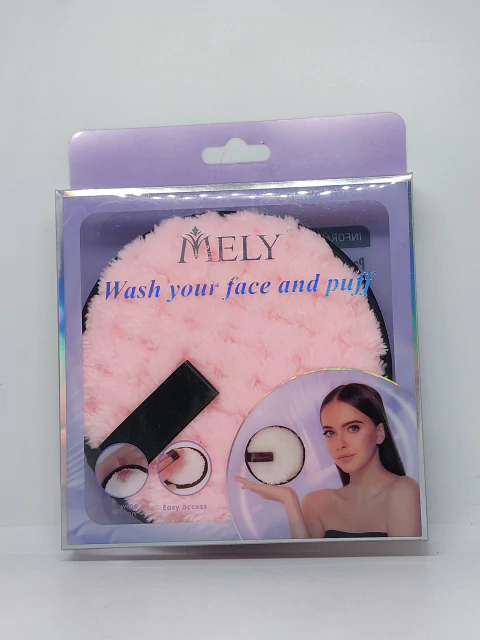 MELY
Wash your face and puff
Easy access